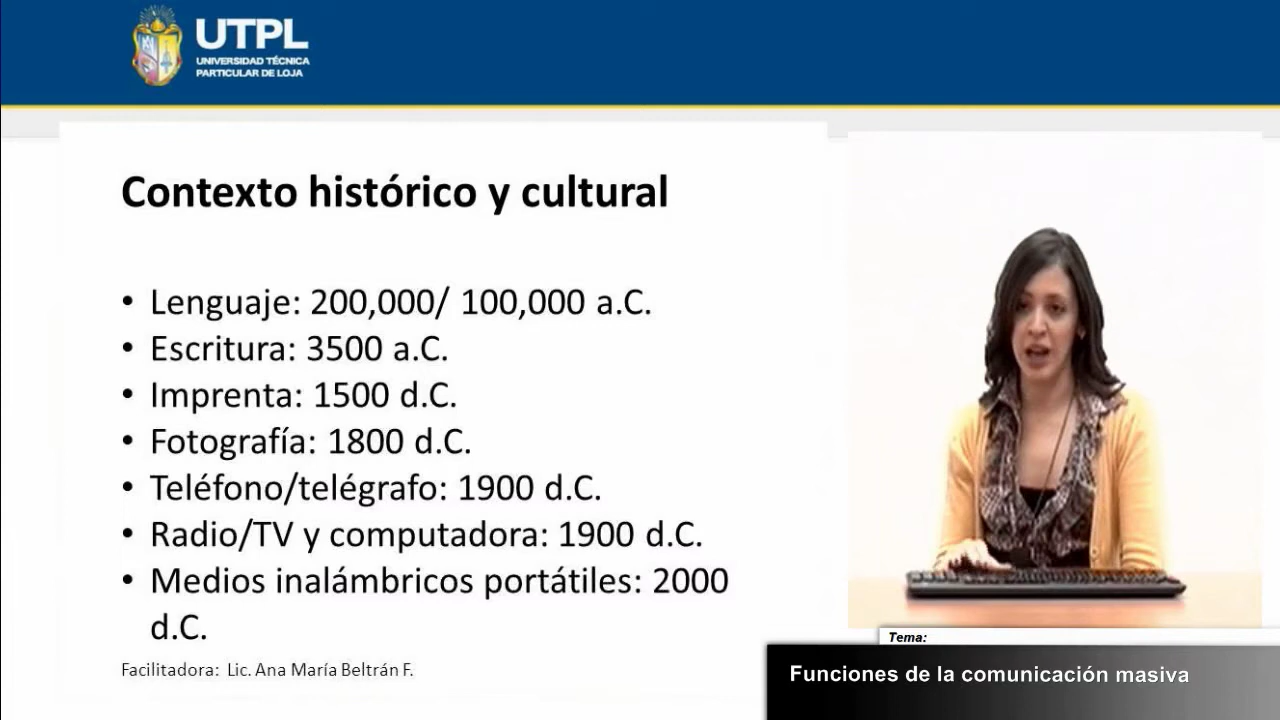 UTPL
UNIVERSIDAD TÉCNICA
PARTICULAR DE LOJA
Contexto histórico y cultural
• Lenguaje: 200,000/ 100,000 a.C.
• Escritura: 3500 a.C.
• Imprenta: 1500 d.C.
• Fotografía: 1800 d.C.
• Teléfono/telégrafo: 1900 d.C.
• Radio/TV y computadora: 1900 d.C.
• Medios inalámbricos portátiles: 2000
d.C.
Facilitadora: Lic. Ana María Beltrán F.
Tema:
Funciones de la comunicación masiva